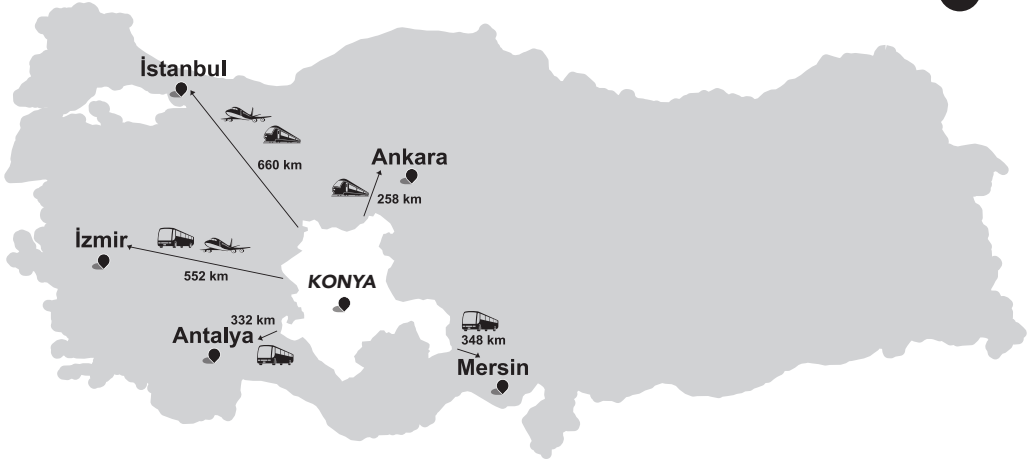 İstanbul
660 km
Ankara
258 km
İzmir
552 km
KONYA
332 km
Antalya
348 km
Mersin